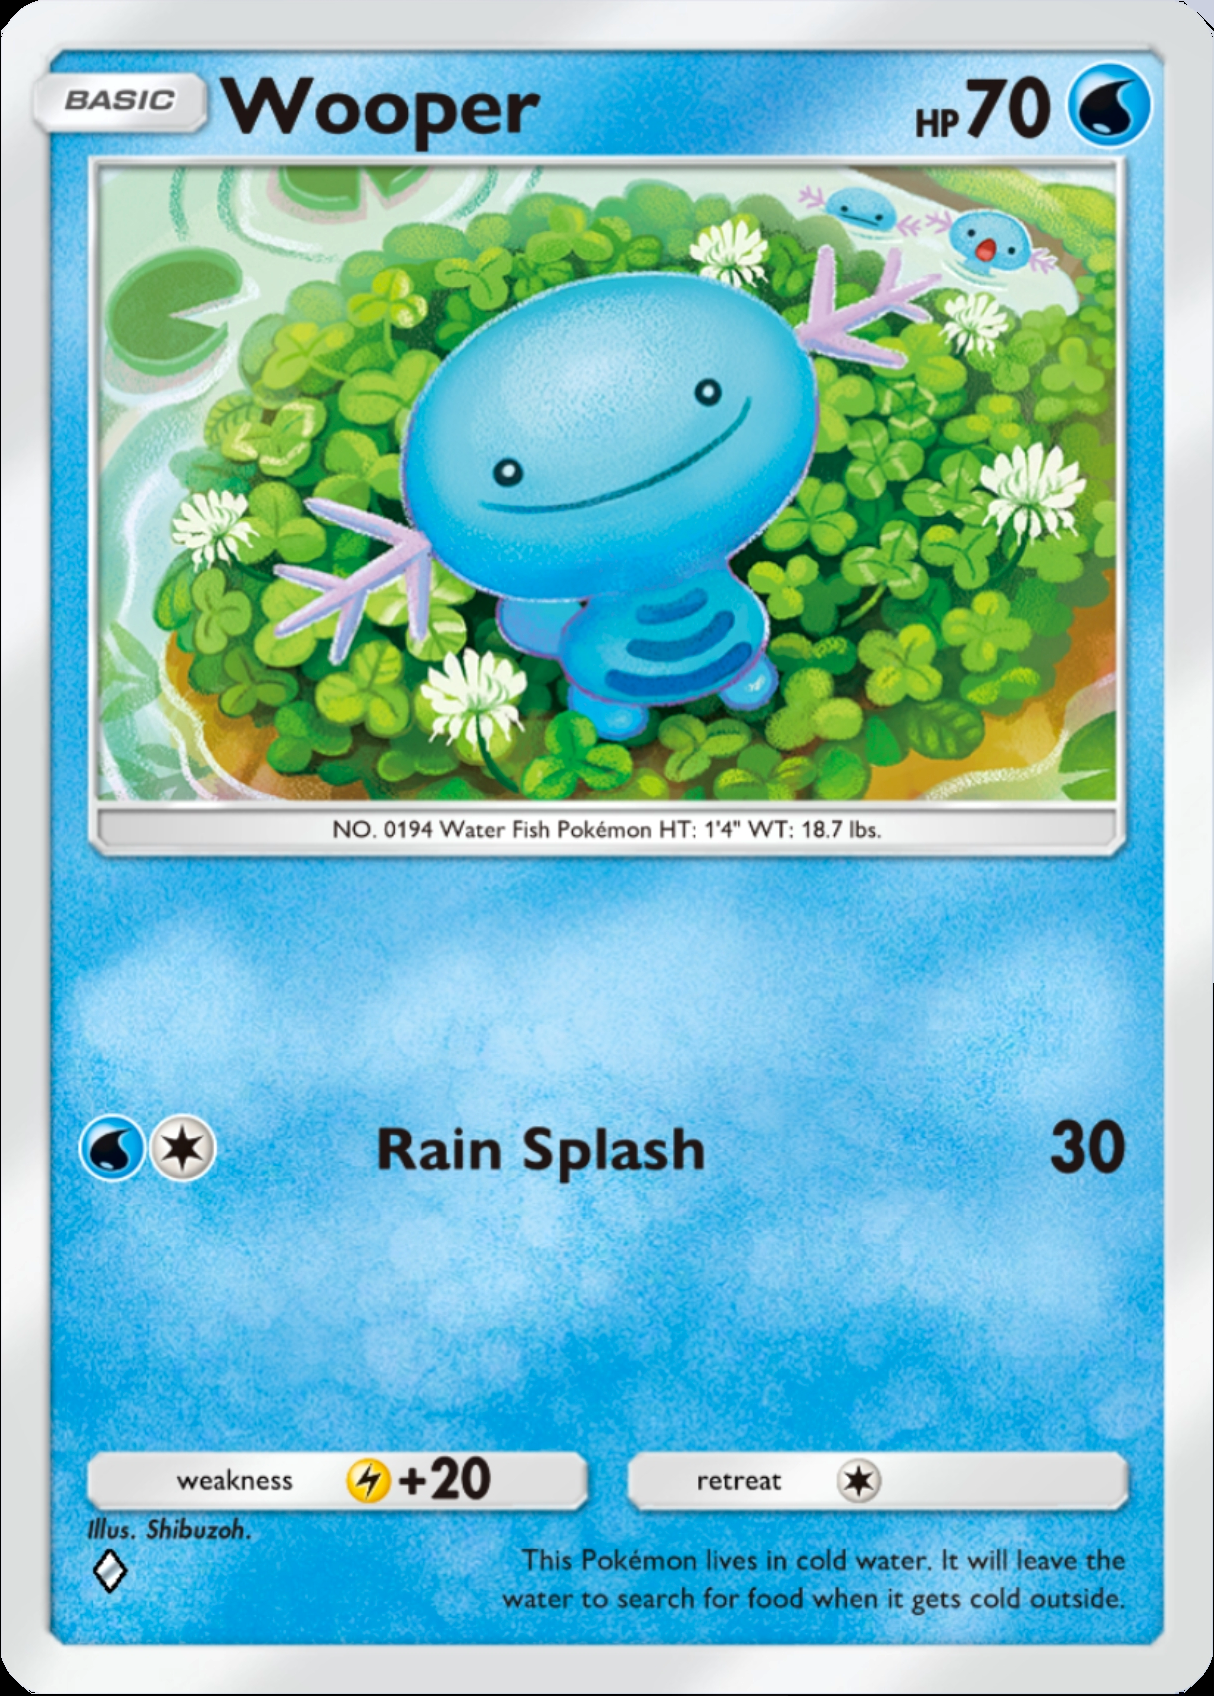 BASIC Wooper HP 70
NO. 0194 Water Fish Pokémon HT: 1'4" WT: 18.7 lbs.
Rain Splash 30
weakness +20 retreat
Illus. Shibuzoh.
This Pokémon lives in cold water. It will leave the
water to search for food when it gets cold outside.